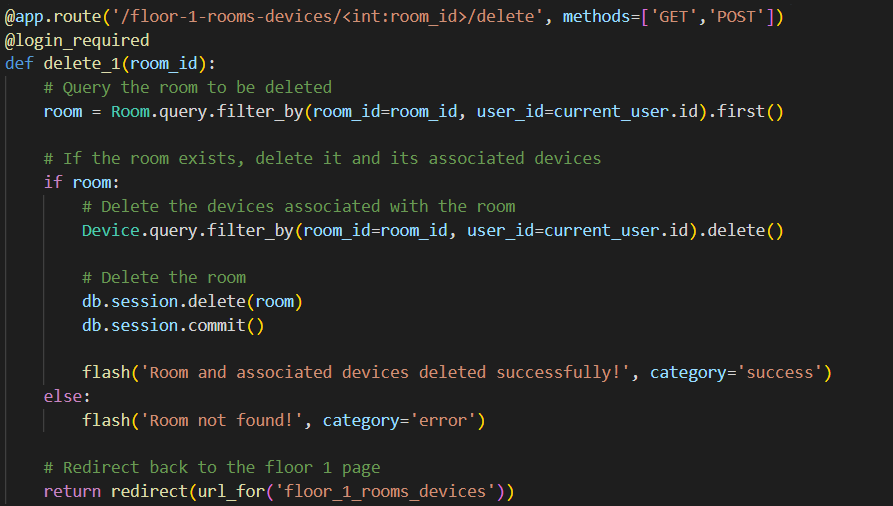 @app.route('/floor-1-rooms-devices/<int:room_id>/delete', methods=['GET','POST'])
@login_required
def delete_1(room_id):
    # Query the room to be deleted
    room = Room.query.filter_by(room_id=room_id, user_id=current_user.id).first()

    # If the room exists, delete it and its associated devices
    if room:
        # Delete the devices associated with the room
        Device.query.filter_by(room_id=room_id, user_id=current_user.id).delete()

        # Delete the room
        db.session.delete(room)
        db.session.commit()

        flash('Room and associated devices deleted successfully!', category='success')
    else:
        flash('Room not found!', category='error')

    # Redirect back to the floor 1 page
    return redirect(url_for('floor_1_rooms_devices'))